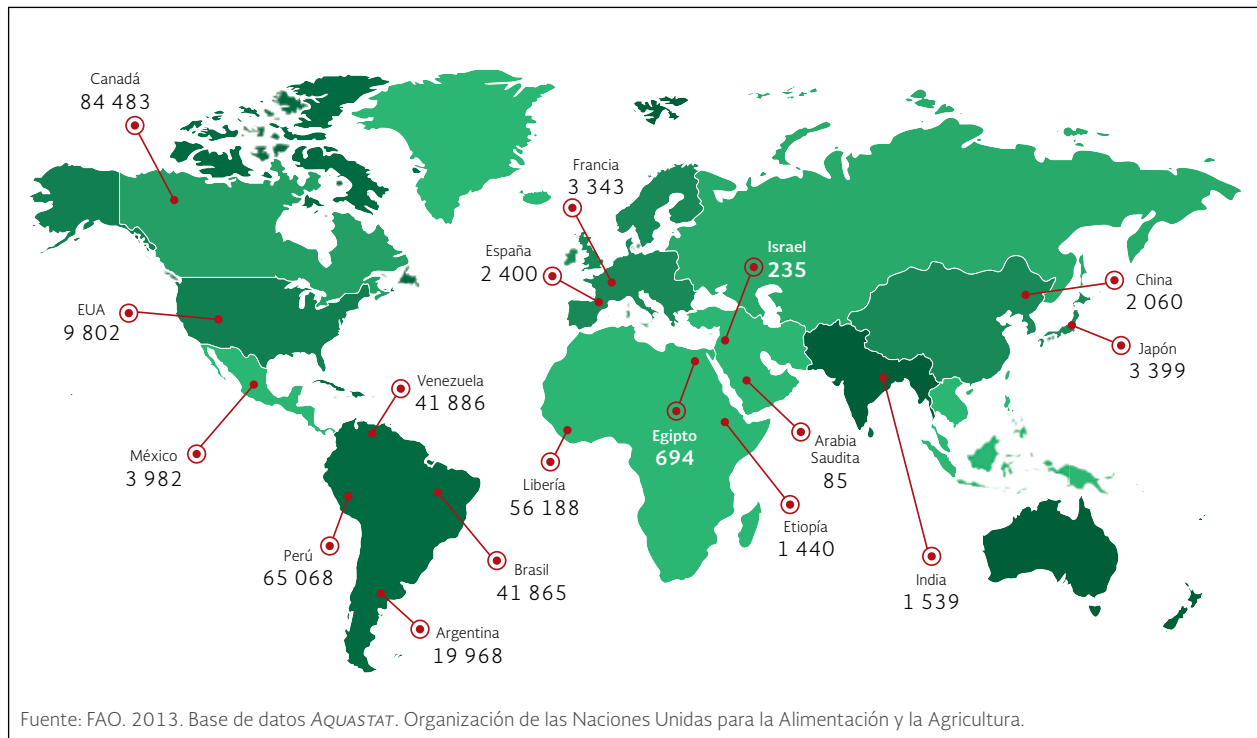 Canadá
84 483
Francia
3 343
España
2 400
Israel
235
China
2 060
EUA
9 802
Japón
3 399
Venezuela
41 886
México
3 982
Egipto
694
Arabia
Saudita
85
Libería
56 188
Etiopía
1 440
Perú
65 068
Brasil
41 865
India
1 539
Argentina
19 968
Fuente: FAO. 2013. Base de datos AQUASTAT. Organización de las Naciones Unidas para la Alimentación y la Agricultura.